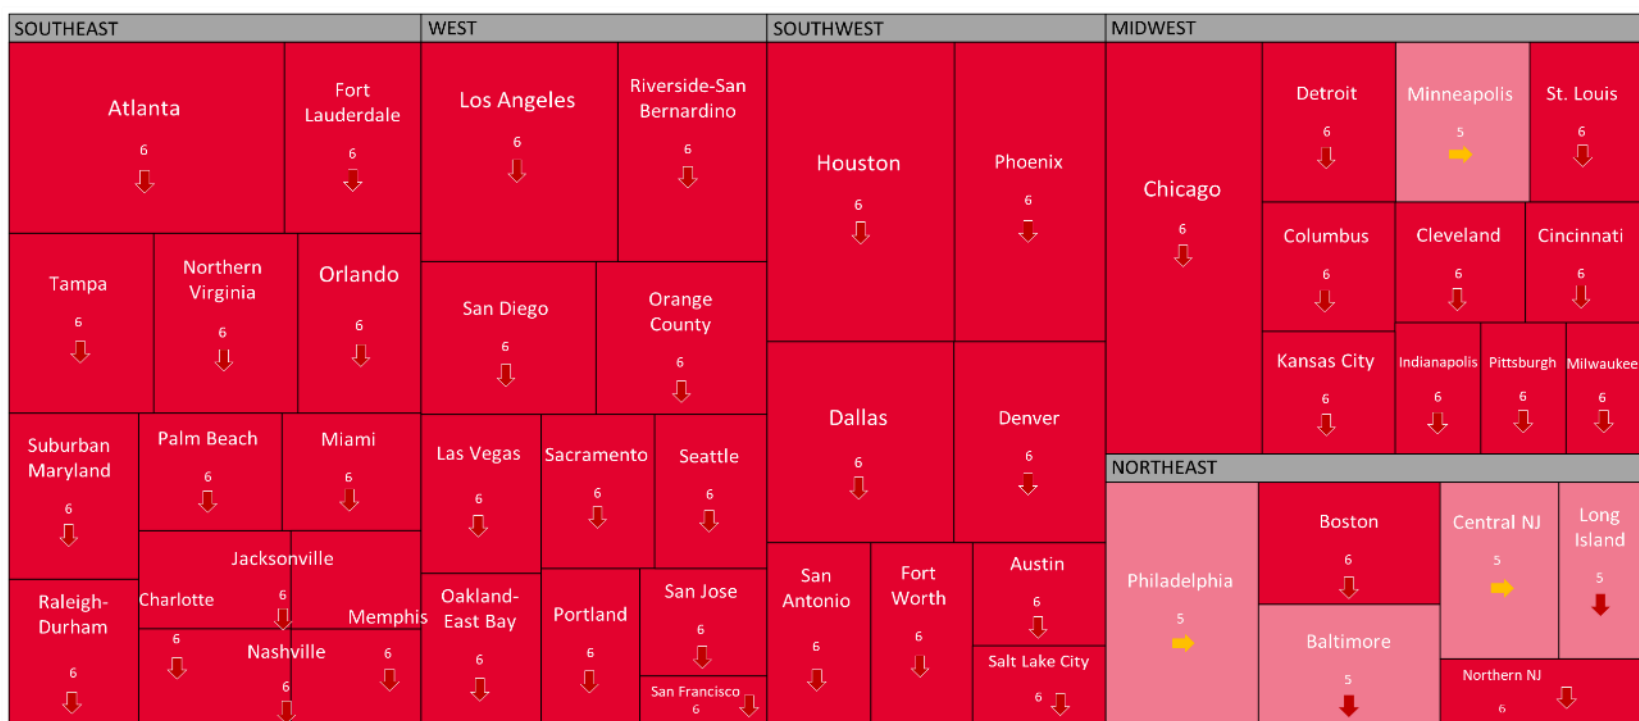 SOUTHEAST
Atlanta
6
Fort
Lauderdale
6
Tampa
6
Northern
Virginia
6
Orlando
6
Suburban
Maryland
6
Palm Beach
6
Miami
6
Raleigh-
Durham
6
Jacksonville
6
Charlotte
6
Memphis
6
Nashville
6
WEST
Los Angeles
6
Riverside-San
Bernardino
6
San Diego
6
Orange
County
6
Las Vegas
6
Sacramento
6
Seattle
6
Oakland-
East Bay
6
Portland
6
San Jose
6
San Francisco
6
SOUTHWEST
Houston
6
Phoenix
6
Dallas
6
Denver
6
San
Antonio
6
Fort
Worth
6
Austin
6
Salt Lake City
6
MIDWEST
Chicago
6
Detroit
6
Minneapolis
5
St. Louis
6
Columbus
6
Cleveland
6
Cincinnati
6
Kansas City
6
Indianapolis
6
Pittsburgh
6
Milwaukee
6
NORTHEAST
Philadelphia
5
Boston
6
Baltimore
5
Central NJ
5
Long
Island
5
Northern NJ
6